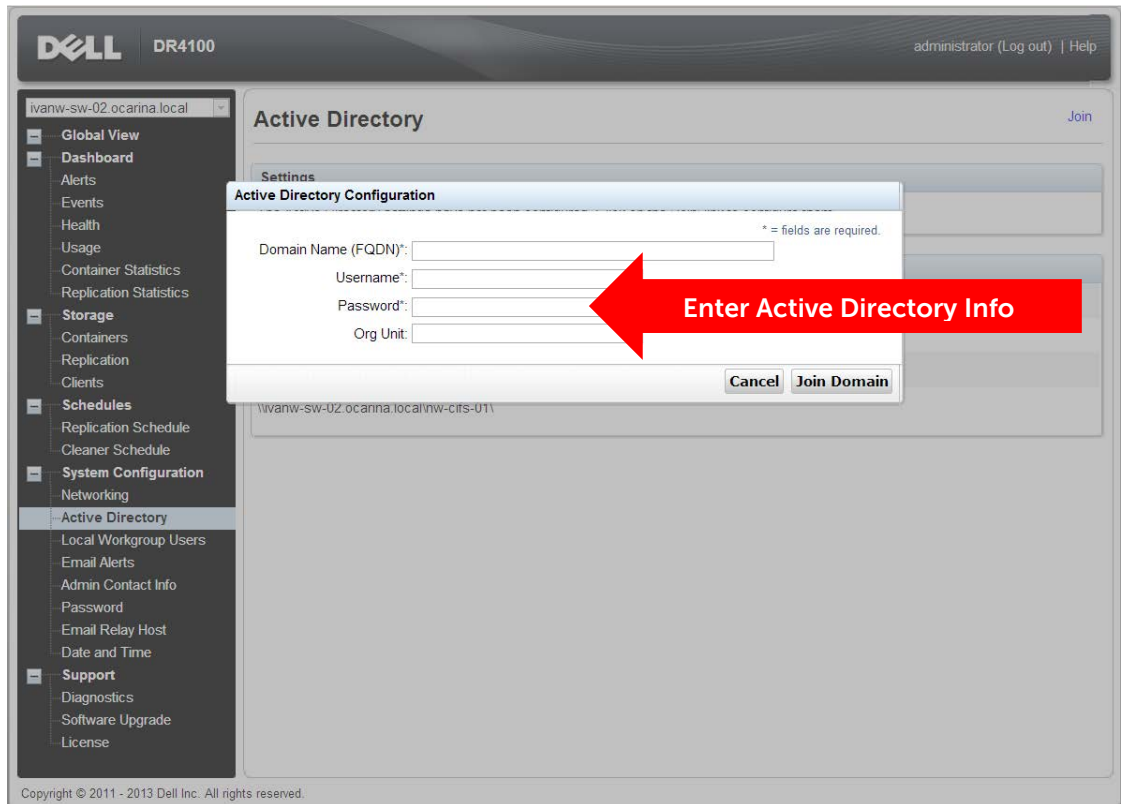 DELL DR4100
administrator (Log out) | Help
ivanw-sw-02.ocarina.local
Global View
Dashboard
Alerts
Events
Health
Usage
Container Statistics
Replication Statistics
Storage
Containers
Replication
Clients
Schedules
Replication Schedule
Cleaner Schedule
System Configuration
Networking
Active Directory
Local Workgroup Users
Email Alerts
Admin Contact Info
Password
Email Relay Host
Date and Time
Support
Diagnostics
Software Upgrade
License
Active Directory
Join
Settings
Active Directory Configuration
* = fields are required.
Domain Name (FQDN)*:
Username*:
Password*:
Org Unit:
Enter Active Directory Info
Cancel Join Domain
\\ivanw-sw-02.ocarina.local\nw-cifs-01\
Copyright © 2011 - 2013 Dell Inc. All rights reserved.